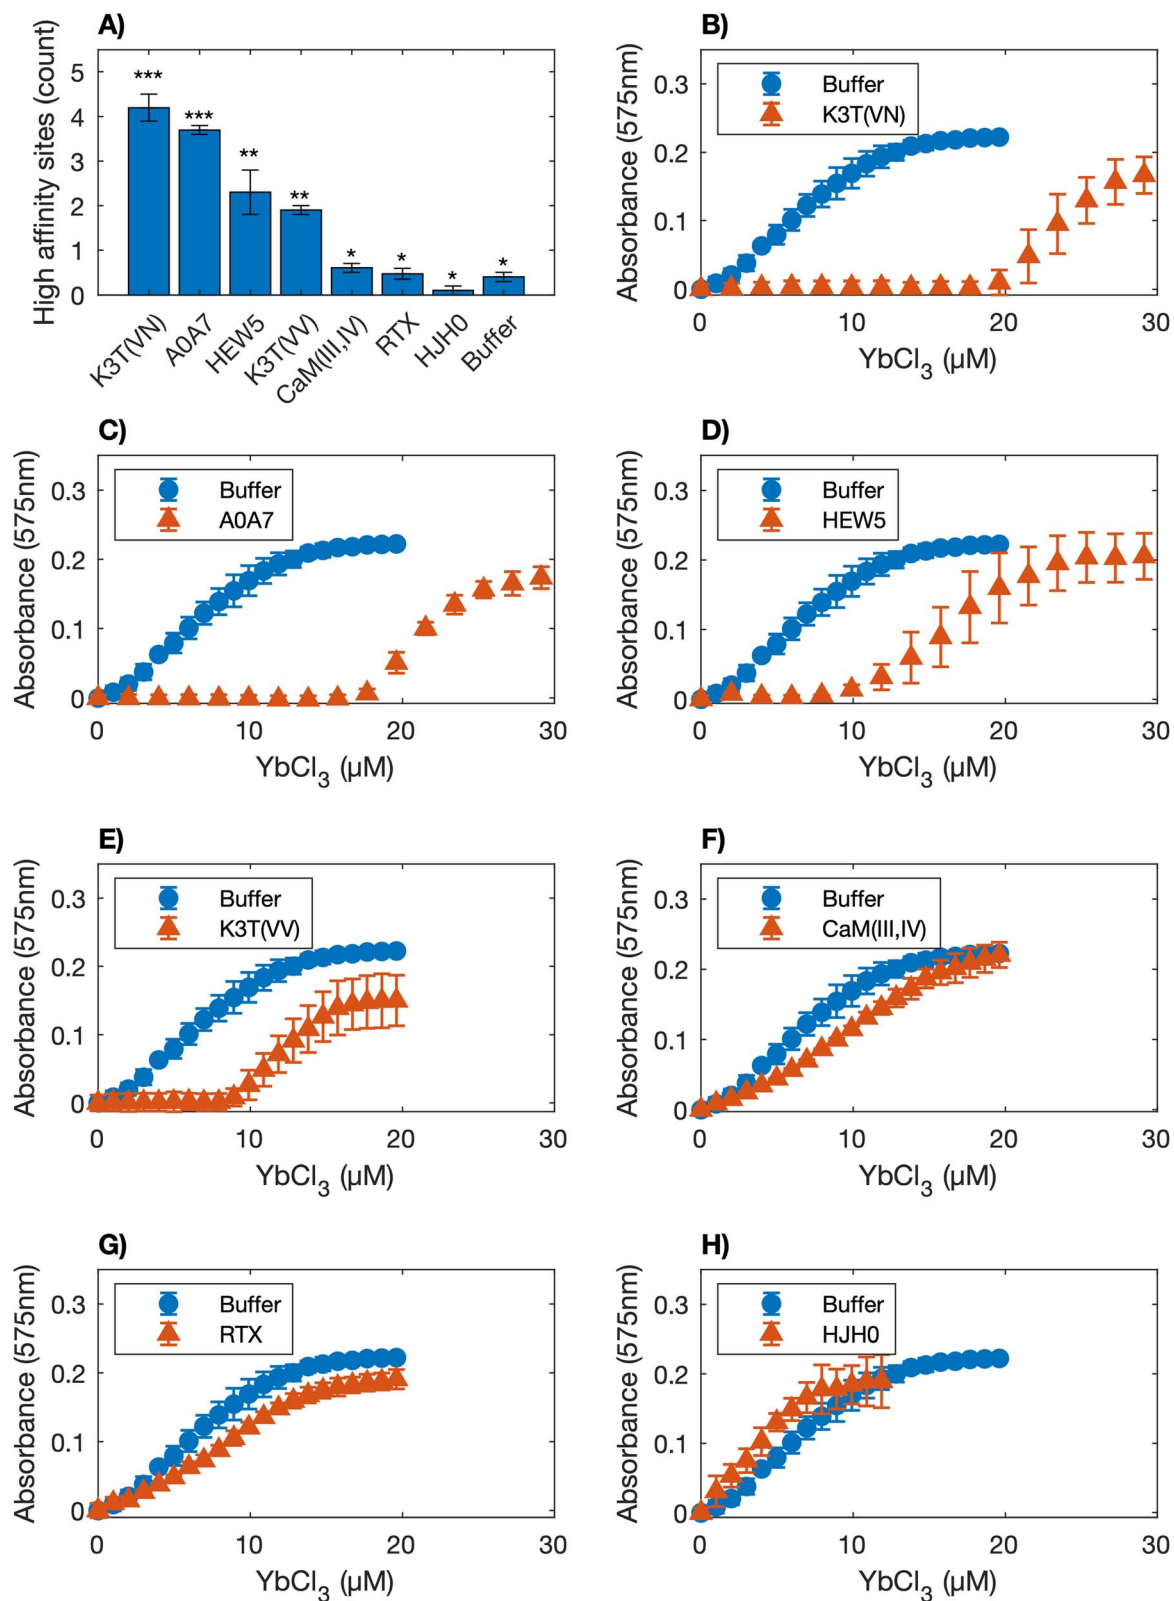 A)
High affinity sites (count)
5
4
3
2
1
0
***
***
**
**
*
*
*
*
K3T(VN)
A0A7
HEW5
K3T(VV)
CaM(III,IV)
RTX
HJH0
Buffer
B)
Absorbance (575nm)
0.3
0.2
0.1
0
Buffer
K3T(VN)
0 10 20 30
YbCl3 (µM)
C)
Absorbance (575nm)
0.3
0.2
0.1
0
Buffer
A0A7
0 10 20 30
YbCl3 (µM)
D)
Absorbance (575nm)
0.3
0.2
0.1
0
Buffer
HEW5
0 10 20 30
YbCl3 (µM)
E)
Absorbance (575nm)
0.3
0.2
0.1
0
Buffer
K3T(VV)
0 10 20 30
YbCl3 (µM)
F)
Absorbance (575nm)
0.3
0.2
0.1
0
Buffer
CaM(III,IV)
0 10 20 30
YbCl3 (µM)
G)
Absorbance (575nm)
0.3
0.2
0.1
0
Buffer
RTX
0 10 20 30
YbCl3 (µM)
H)
Absorbance (575nm)
0.3
0.2
0.1
0
Buffer
HJH0
0 10 20 30
YbCl3 (µM)